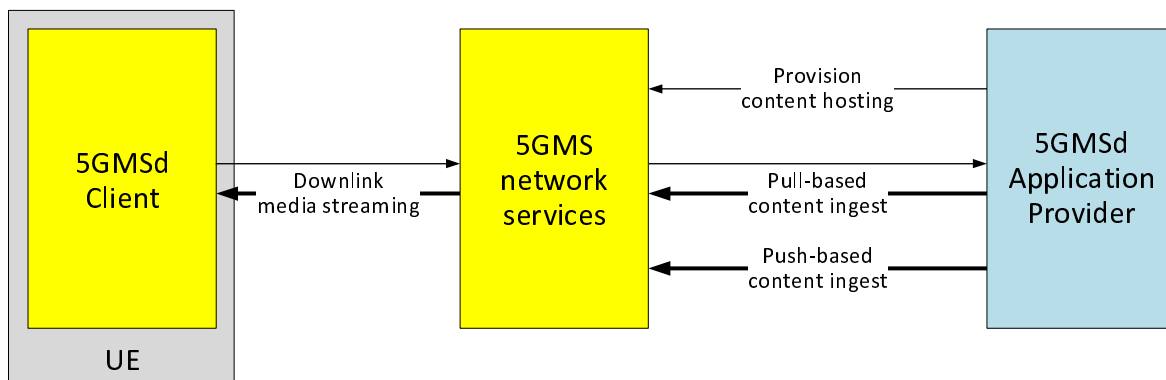 5GMSd
Client
UE
Downlink
media streaming
5GMS
network
services
Provision
content hosting
Pull-based
content ingest
Push-based
content ingest
5GMSd
Application
Provider